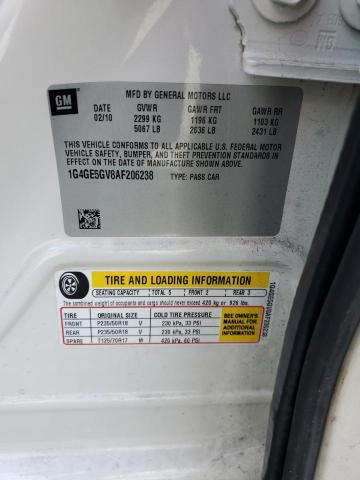 GM
MFD BY GENERAL MOTORS LLC
DATE GVWR GAWR FRT GAWR RR
02/10 2299 KG 1196 KG 1103 KG
5067 LB 2636 LB 2431 LB
THIS VEHICLE CONFORMS TO ALL APPLICABLE U.S. FEDERAL MOTOR
VEHICLE SAFETY, BUMPER, AND THEFT PREVENTION STANDARDS IN
EFFECT ON THE DATE OF MANUFACTURE SHOWN ABOVE.
1G4GE5GV8AF206238 TYPE: PASS CAR
TIRE AND LOADING INFORMATION
SEATING CAPACITY TOTAL 5 FRONT 2 REAR 3
The combined weight of occupants and cargo should never exceed 420 kg or 926 lbs.
TIRE ORIGINAL SIZE COLD TIRE PRESSURE
FRONT P235/50R18 V 230 kPa, 33 PSI
REAR P235/50R18 V 230 kPa, 33 PSI
SPARE T125/70R17 M 420 kPa, 60 PSI
SEE OWNER'S
MANUAL FOR
ADDITIONAL
INFORMATION
1G4GE5GV8AF206238